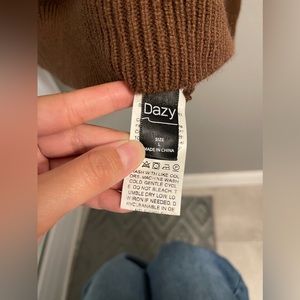 Dazy
SIZE
L
MADE IN CHINA
WASH WITH LIKE COL
DRY. MACHINE WASH
COLD, GENTLE CYCL
E. DO NOT BLEACH. T
UMBLE DRY LOW. LO
W IRON IF NEEDED. D